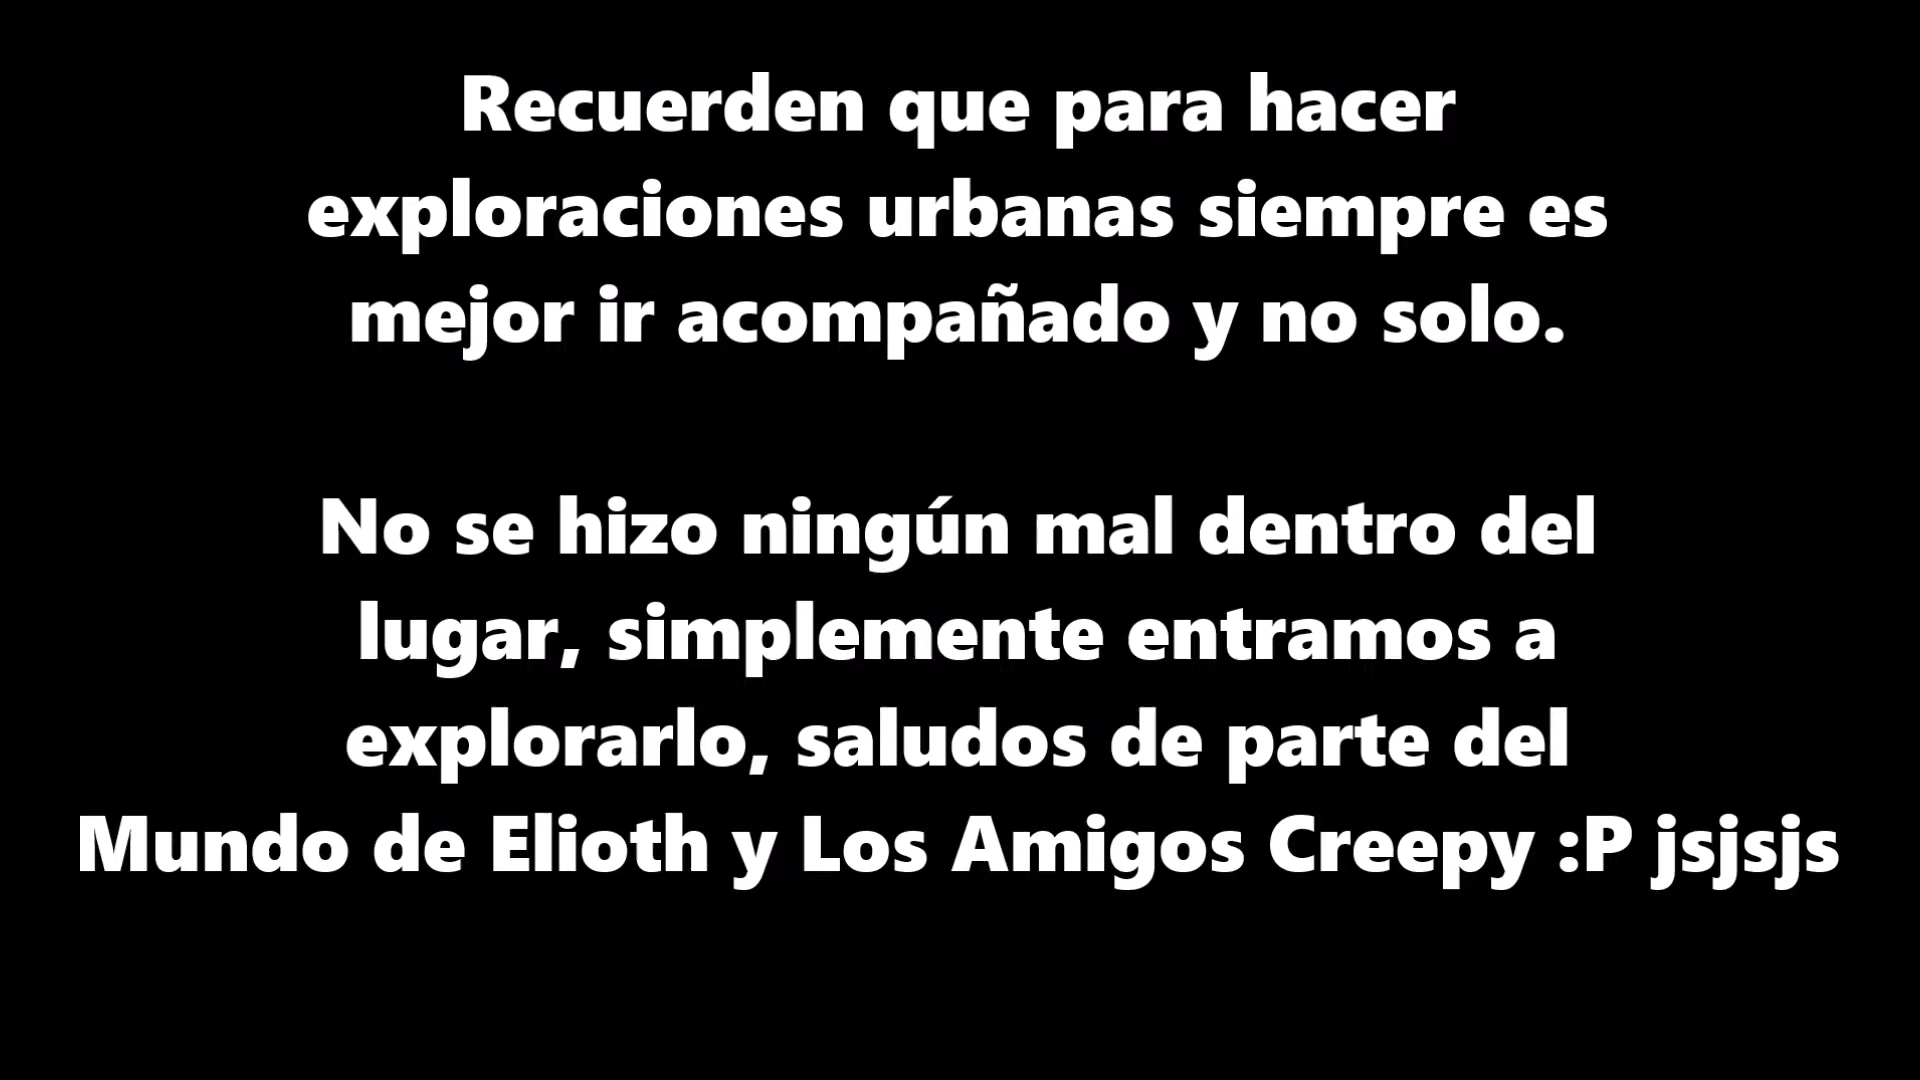 Recuerden que para hacer
exploraciones urbanas siempre es
mejor ir acompañado y no solo.
No se hizo ningún mal dentro del
lugar, simplemente entramos a
explorarlo, saludos de parte del
Mundo de Elioth y Los Amigos Creepy :P jsjsjs